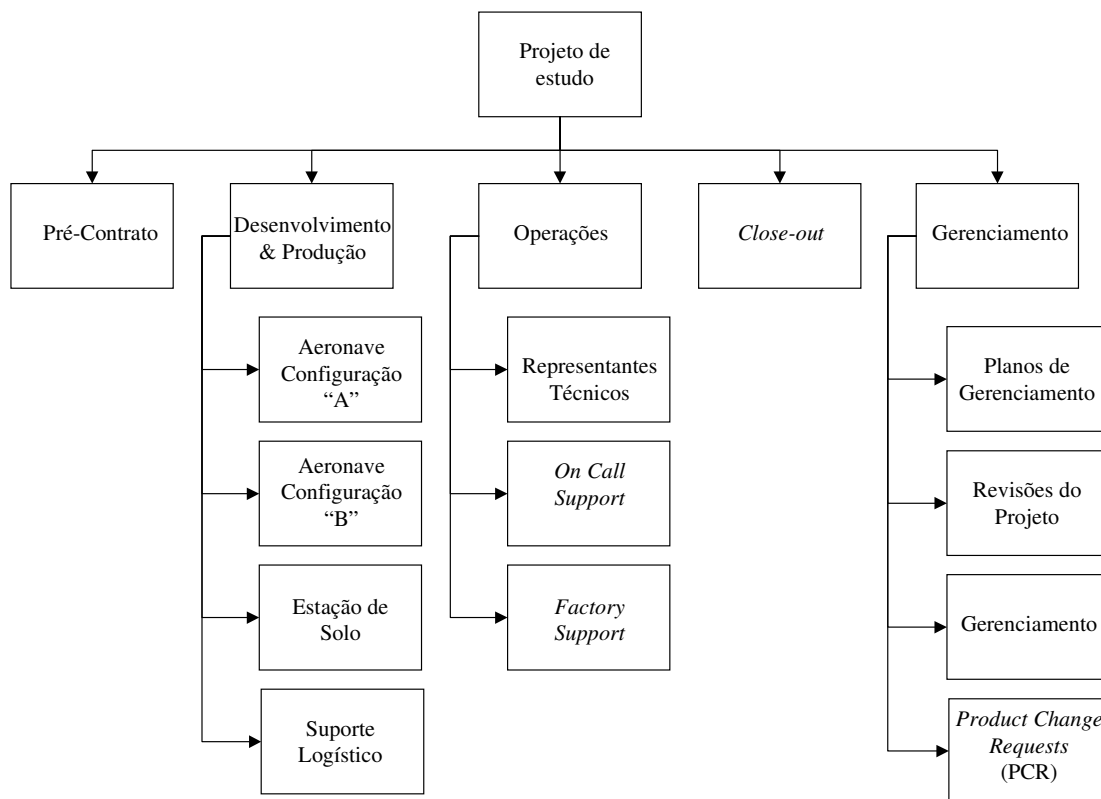 Projeto de
estudo
Pré-Contrato
Desenvolvimento
& Produção
Operações
Close-out
Gerenciamento
Aeronave
Configuração
“A”
Aeronave
Configuração
“B”
Estação de
Solo
Suporte
Logístico
Representantes
Técnicos
On Call
Support
Factory
Support
Planos de
Gerenciamento
Revisões do
Projeto
Gerenciamento
Product Change
Requests
(PCR)